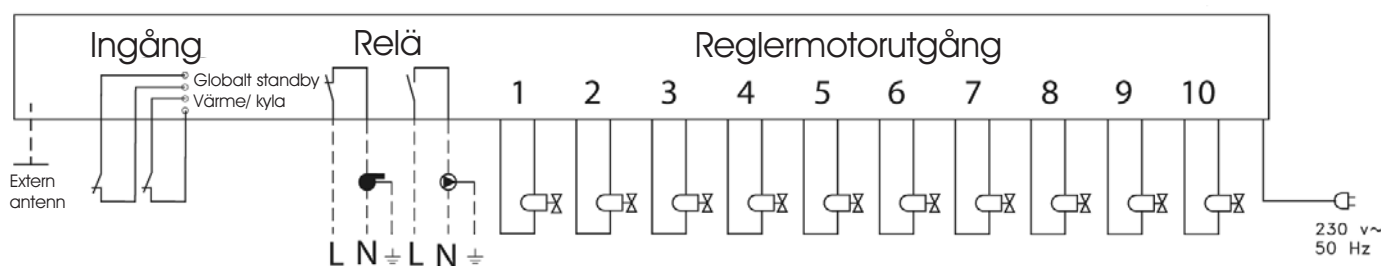 Ingång
Relä
Reglermotorutgång
Globalt standby
Värme/ kyla
1 2 3 4 5 6 7 8 9 10
Extern
antenn
L N L N
230 v~
50 Hz